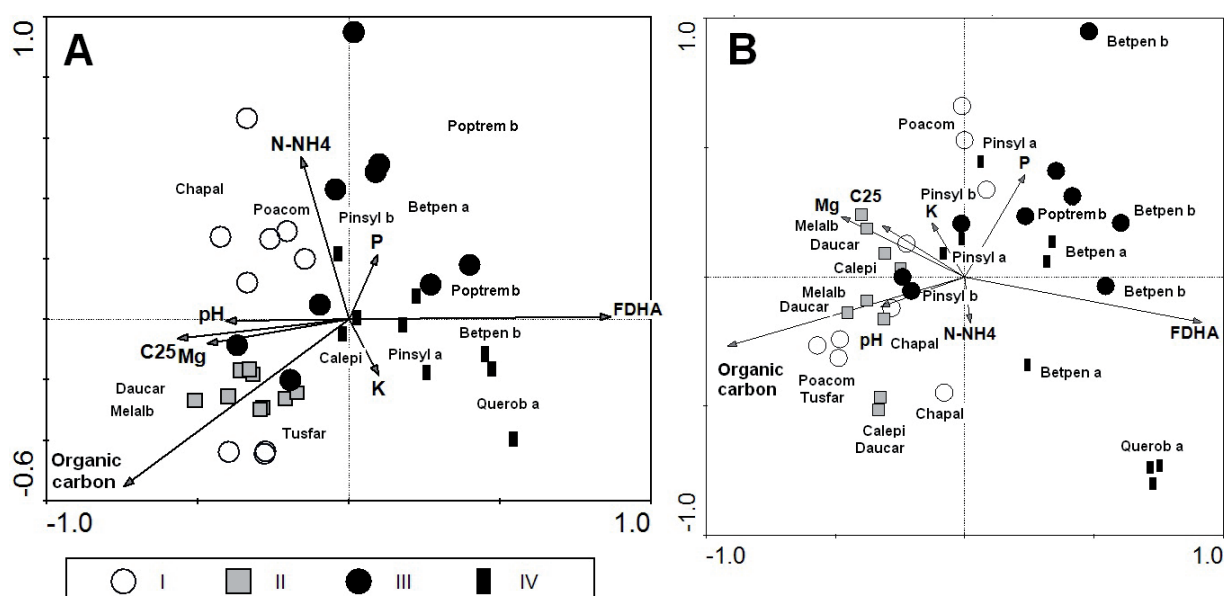 A
1.0
-0.6
-1.0
1.0
N-NH4
Poptrem b
Chapal
Poacom
Pinsyl b
Betpen a
P
Poptrem b
pH
FDHA
C25
Mg
Calepi
Pinsyl a
Betpen b
K
Daucar
Melalb
Querob a
Tusfar
Organic
carbon
I
II
III
IV
B
1.0
-1.0
-1.0
1.0
Betpen b
Poacom
Pinsyl a
P
C25
Mg
Pinsyl b
K
Poptrem b
Betpen b
Melalb
Daucar
Pinsyl a
Betpen a
Calepi
Melalb
Pinsyl b
Betpen b
Daucar
N-NH4
FDHA
pH
Chapal
Organic
carbon
Poacom
Tusfar
Betpen a
Chapal
Calepi
Daucar
Querob a